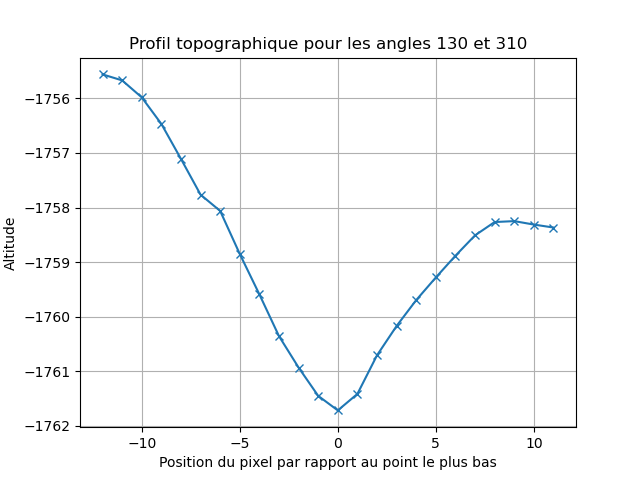 Profil topographique pour les angles 130 et 310
−1756
−1757
−1758
−1759
−1760
−1761
−1762
Altitude
−10 −5 0 5 10
Position du pixel par rapport au point le plus bas